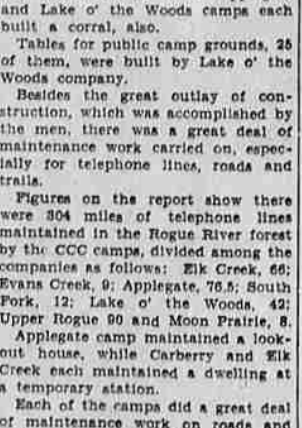 and Lake o' the Woods camps each
built a corral, also.
Tables for public camp grounds, 25
of them, were built by Lake o' the
Woods company.
Besides the great outlay of con-
struction, which was accomplished by
the men, there was a great deal of
maintenance work carried on, espec-
ially for telephone lines, roads and
trails.
Figures on the report show there
were 304 miles of telephone lines
maintained in the Rogue River forest
by the CCC camps, divided among the
companies as follows: Elk Creek, 66;
Evans Creek, 9; Applegate, 76.5; South
Fork, 12; Lake o' the Woods, 42;
Upper Rogue 90 and Moon Prairie, 8.
Applegate camp maintained a look-
out house, while Carberry and Elk
Creek each maintained a dwelling at
a temporary station.
Each of the camps did a great deal
of maintenance work on roads and